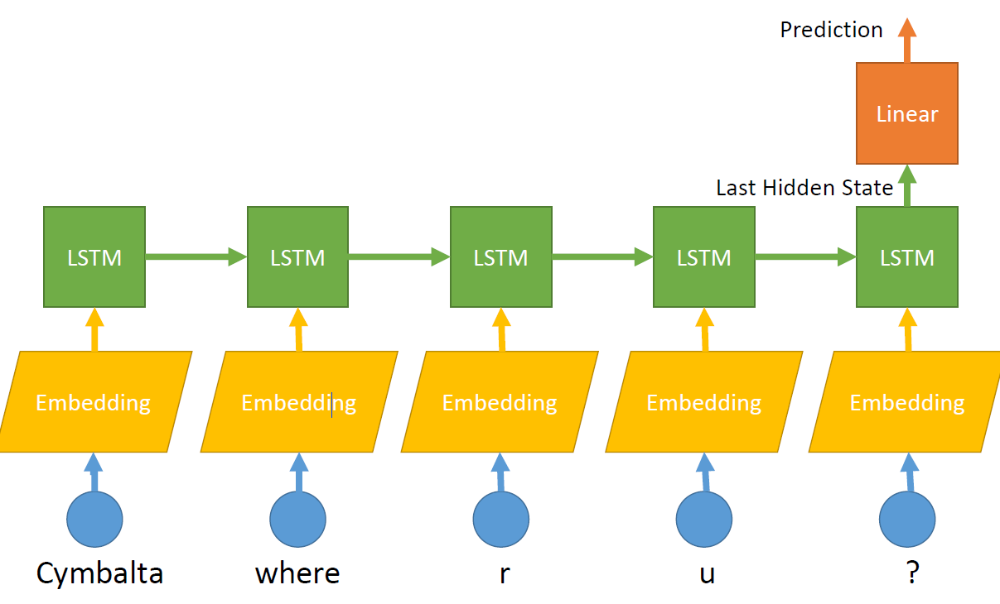 Prediction
Linear
Last Hidden State
LSTM LSTM LSTM LSTM LSTM
Embedding Embedding Embedding Embedding Embedding
Cymbalta where r u ?